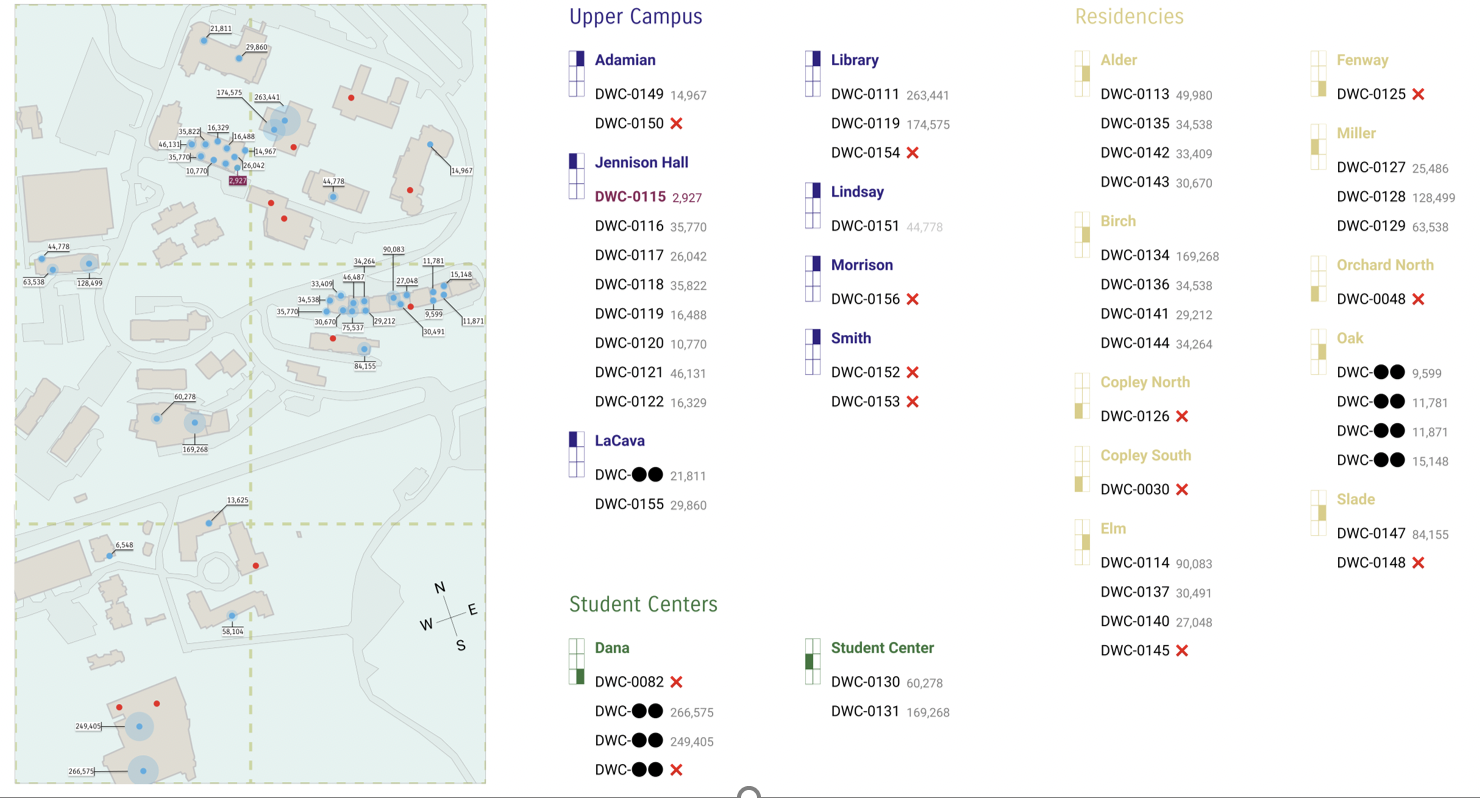 21,811
29,860
174,575
263,441
35,822
16,329
16,488
46,131
14,967
35,770
10,770
26,042
2,927
44,778
14,967
44,778
63,538
128,499
90,083
34,264
11,781
33,409
46,487
27,048
15,148
34,538
35,770
30,670
29,212
9,599
11,871
75,537
30,491
84,155
60,278
169,268
13,625
6,548
58,104
249,405
266,575
N
E
W
S
Upper Campus
Adamian
DWC-0149 14,967
DWC-0150
Jennison Hall
DWC-0115 2,927
DWC-0116 35,770
DWC-0117 26,042
DWC-0118 35,822
DWC-0119 16,488
DWC-0120 10,770
DWC-0121 46,131
DWC-0122 16,329
LaCava
DWC- 21,811
DWC-0155 29,860
Library
DWC-0111 263,441
DWC-0119 174,575
DWC-0154
Lindsay
DWC-0151 44,778
Morrison
DWC-0156
Smith
DWC-0152
DWC-0153
Student Centers
Dana
DWC-0082
DWC- 266,575
DWC- 249,405
DWC-
Student Center
DWC-0130 60,278
DWC-0131 169,268
Residencies
Alder
DWC-0113 49,980
DWC-0135 34,538
DWC-0142 33,409
DWC-0143 30,670
Birch
DWC-0134 169,268
DWC-0136 34,538
DWC-0141 29,212
DWC-0144 34,264
Copley North
DWC-0126
Copley South
DWC-0030
Elm
DWC-0114 90,083
DWC-0137 30,491
DWC-0140 27,048
DWC-0145
Fenway
DWC-0125
Miller
DWC-0127 25,486
DWC-0128 128,499
DWC-0129 63,538
Orchard North
DWC-0048
Oak
DWC- 9,599
DWC- 11,781
DWC- 11,871
DWC- 15,148
Slade
DWC-0147 84,155
DWC-0148